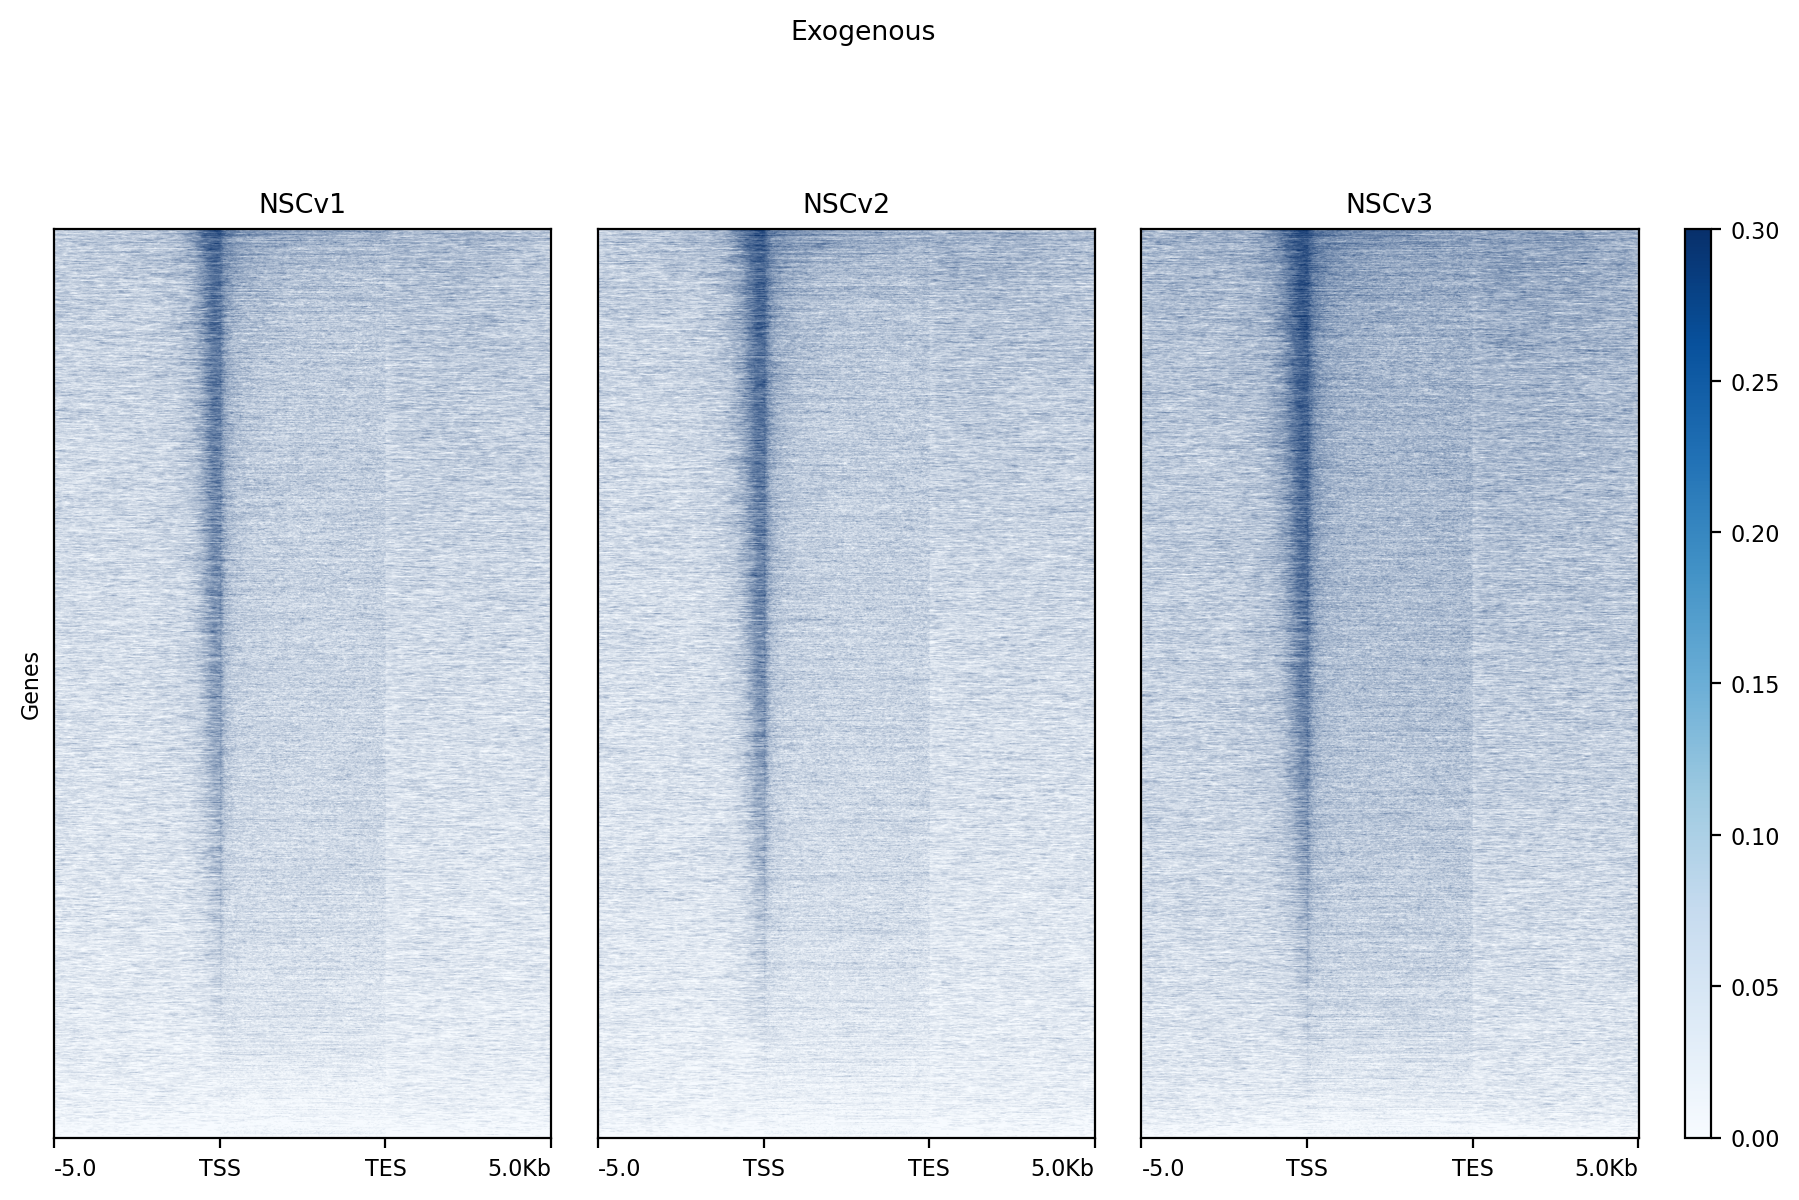 Exogenous
NSCv1
NSCv2
NSCv3
Genes
-5.0
TSS
TES
5.0Kb
-5.0
TSS
TES
5.0Kb
-5.0
TSS
TES
5.0Kb
0.30
0.25
0.20
0.15
0.10
0.05
0.00